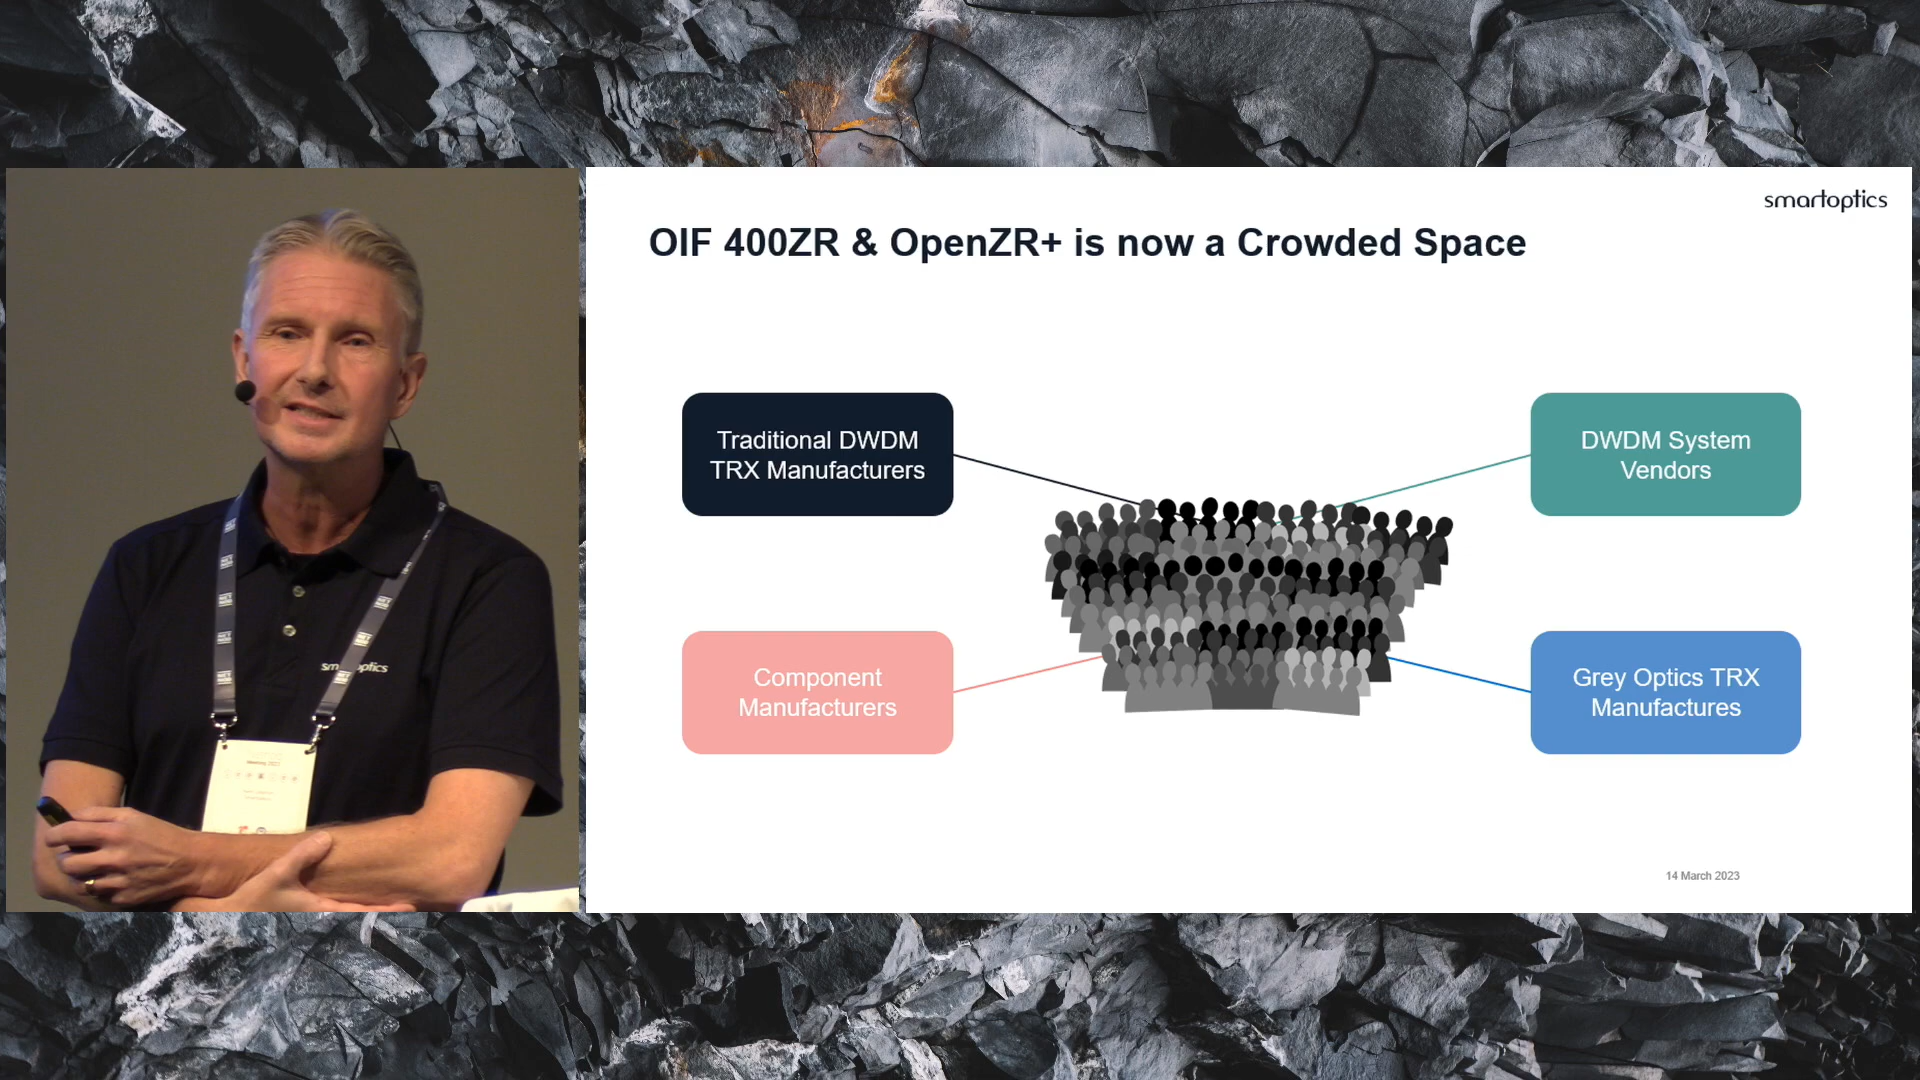 smartoptics
OIF 400ZR & OpenZR+ is now a Crowded Space
Traditional DWDM
TRX Manufacturers
DWDM System
Vendors
Component
Manufacturers
Grey Optics TRX
Manufactures
14 March 2023
smartoptics